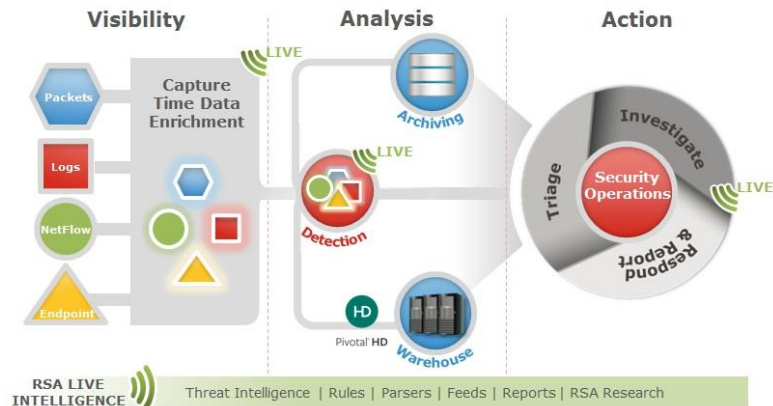 Visibility
Analysis
Action
Packets
Logs
NetFlow
Endpoint
Capture
Time Data
Enrichment
LIVE
Archiving
LIVE
Detection
HD
Pivotal HD
Warehouse
Triage
Investigate
Respond
& Report
Security
Operations
LIVE
RSA LIVE
INTELLIGENCE
Threat Intelligence | Rules | Parsers | Feeds | Reports | RSA Research